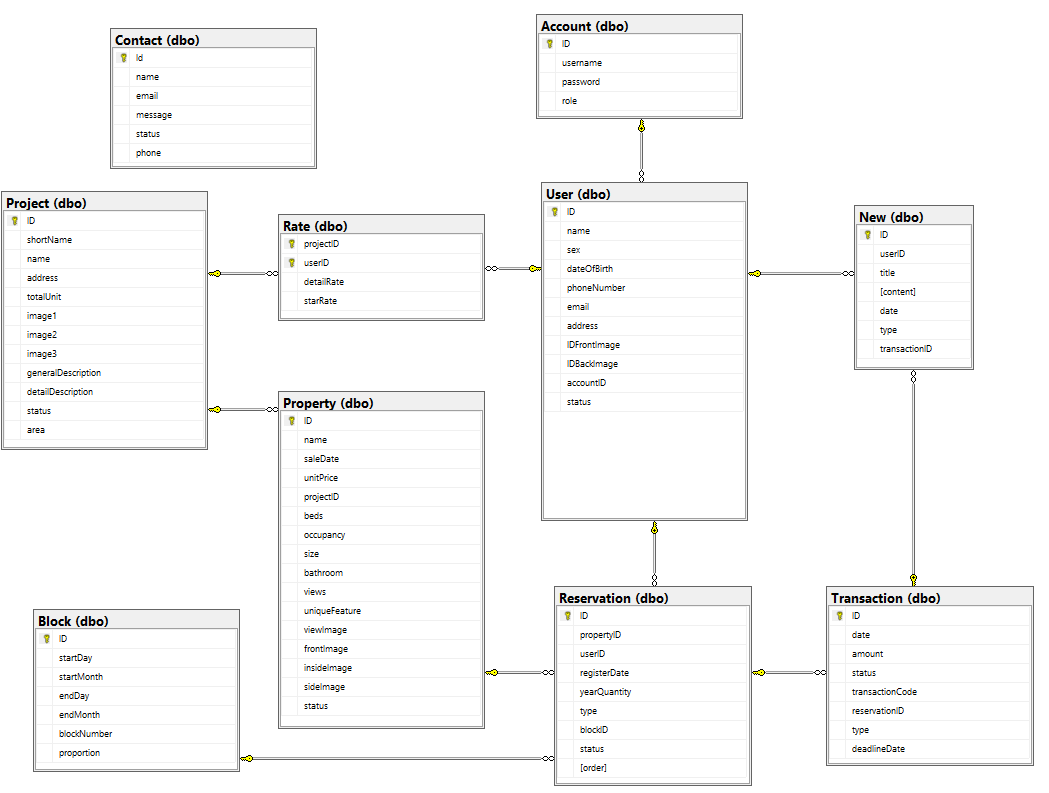 Contact (dbo)
Id
name
email
message
status
phone
Account (dbo)
ID
username
password
role
Project (dbo)
ID
shortName
name
address
totalUnit
image1
image2
image3
generalDescription
detailDescription
status
area
Rate (dbo)
projectID
userID
detailRate
starRate
User (dbo)
ID
name
sex
dateOfBirth
phoneNumber
email
address
IDFrontImage
IDBackImage
accountID
status
New (dbo)
ID
userID
title
[content]
date
type
transactionID
Property (dbo)
ID
name
saleDate
unitPrice
projectID
beds
occupancy
size
bathroom
views
uniqueFeature
viewImage
frontImage
insideImage
sideImage
status
Block (dbo)
ID
startDay
startMonth
endDay
endMonth
blockNumber
proportion
Reservation (dbo)
ID
propertyID
userID
registerDate
yearQuantity
type
blockID
status
[order]
Transaction (dbo)
ID
date
amount
status
transactionCode
reservationID
type
deadlineDate